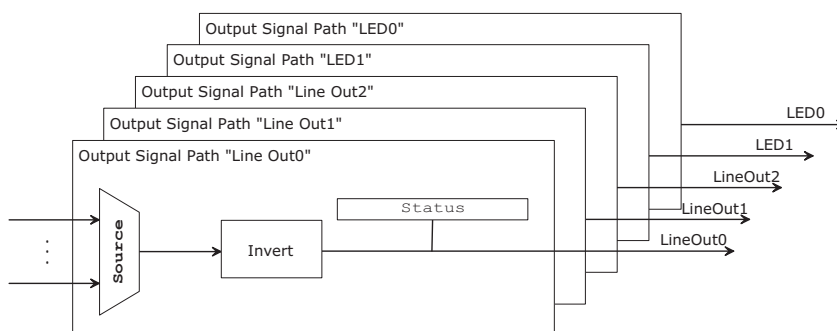 Output Signal Path "LED0"
Output Signal Path "LED1"
Output Signal Path "Line Out2"
Output Signal Path "Line Out1"
Output Signal Path "Line Out0"
LED0
LED1
LineOut2
LineOut1
LineOut0
Source
Invert
Status